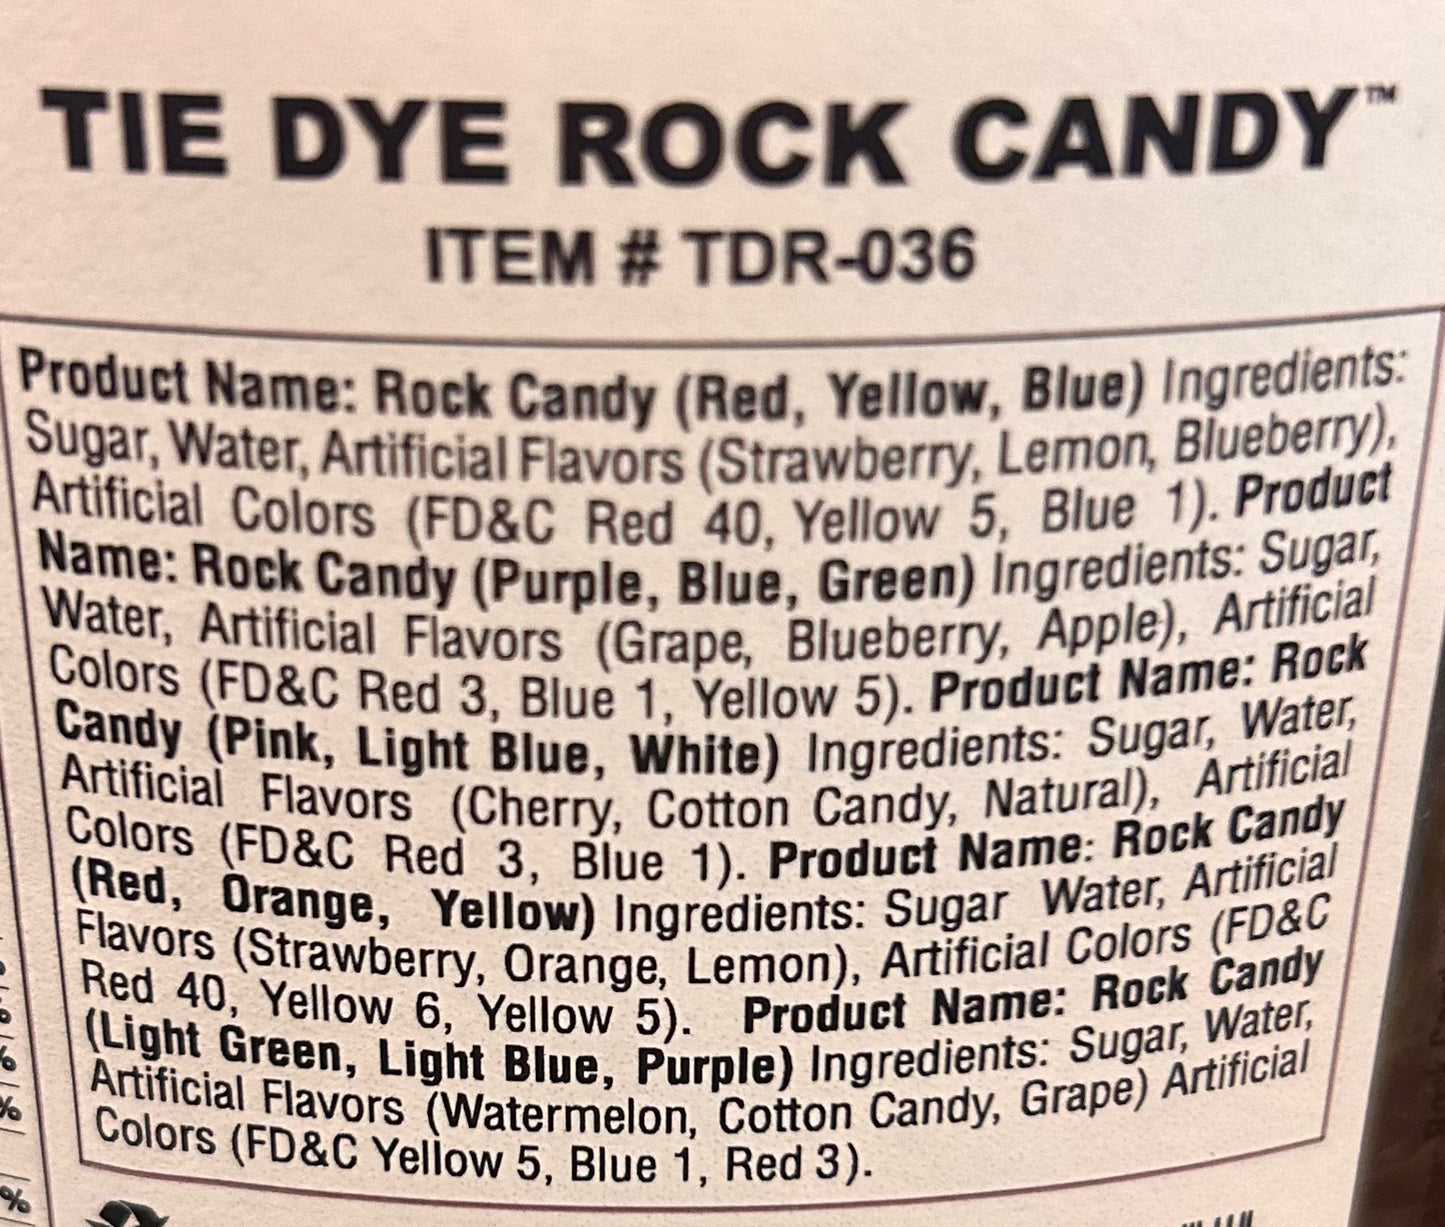 TIE DYE ROCK CANDY™
ITEM # TDR-036
Product Name: Rock Candy (Red, Yellow, Blue) Ingredients:
Sugar, Water, Artificial Flavors (Strawberry, Lemon, Blueberry),
Artificial Colors (FD&C Red 40, Yellow 5, Blue 1). Product
Name: Rock Candy (Purple, Blue, Green) Ingredients: Sugar,
Water, Artificial Flavors (Grape, Blueberry, Apple), Artificial
Colors (FD&C Red 3, Blue 1, Yellow 5). Product Name: Rock
Candy (Pink, Light Blue, White) Ingredients: Sugar, Water,
Artificial Flavors (Cherry, Cotton Candy, Natural), Artificial
Colors (FD&C Red 3, Blue 1). Product Name: Rock Candy
(Red, Orange, Yellow) Ingredients: Sugar Water, Artificial
Flavors (Strawberry, Orange, Lemon), Artificial Colors (FD&C
Red 40, Yellow 6, Yellow 5). Product Name: Rock Candy
(Light Green, Light Blue, Purple) Ingredients: Sugar, Water,
Artificial Flavors (Watermelon, Cotton Candy, Grape) Artificial
Colors (FD&C Yellow 5, Blue 1, Red 3).
%
%
%